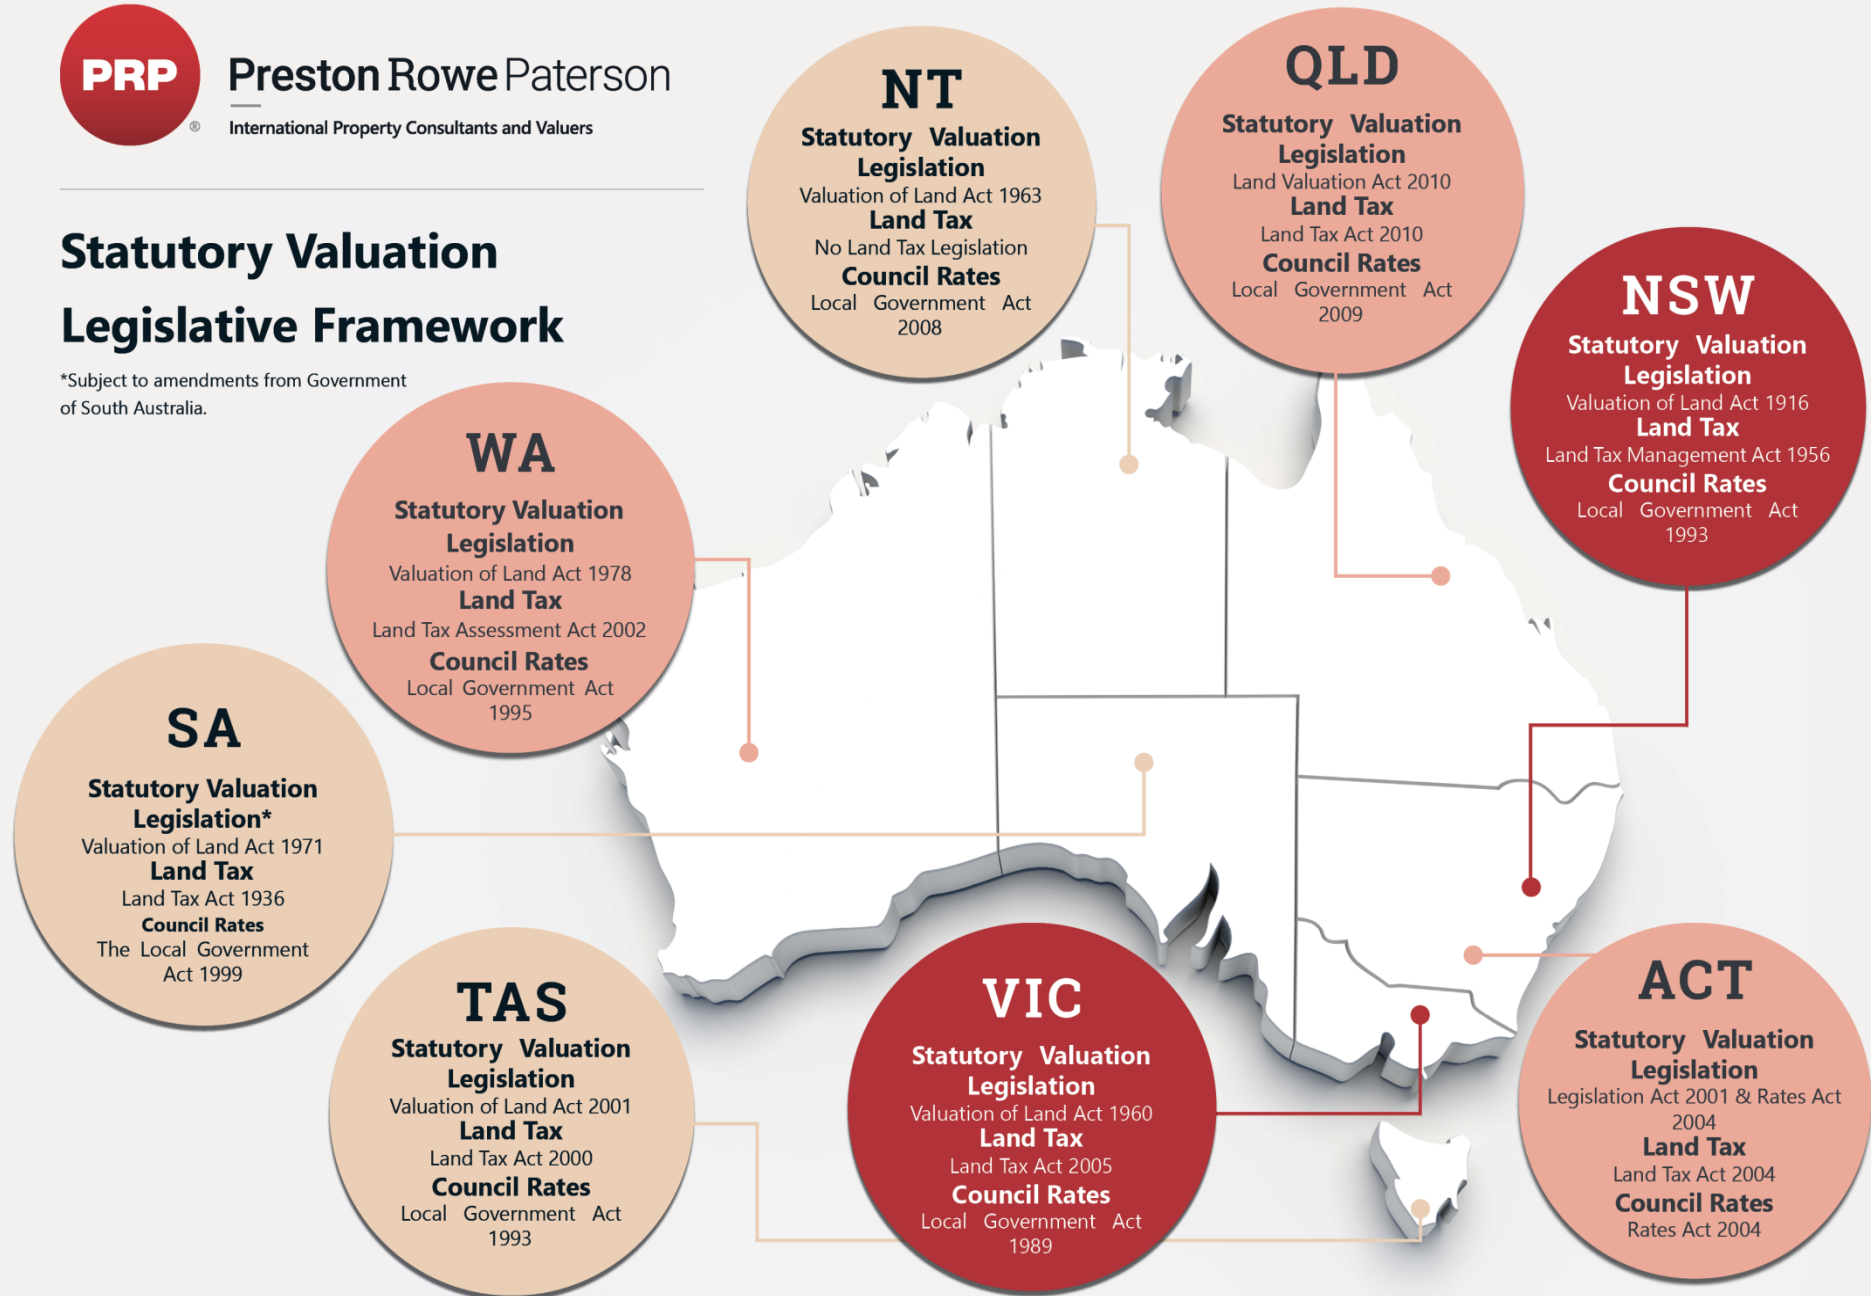 PRP
®
Preston Rowe Paterson
International Property Consultants and Valuers
Statutory Valuation
Legislative Framework
*Subject to amendments from Government
of South Australia.
NT
Statutory Valuation
Legislation
Valuation of Land Act 1963
Land Tax
No Land Tax Legislation
Council Rates
Local Government Act
2008
QLD
Statutory Valuation
Legislation
Land Valuation Act 2010
Land Tax
Land Tax Act 2010
Council Rates
Local Government Act
2009
NSW
Statutory Valuation
Legislation
Valuation of Land Act 1916
Land Tax
Land Tax Management Act 1956
Council Rates
Local Government Act
1993
WA
Statutory Valuation
Legislation
Valuation of Land Act 1978
Land Tax
Land Tax Assessment Act 2002
Council Rates
Local Government Act
1995
SA
Statutory Valuation
Legislation*
Valuation of Land Act 1971
Land Tax
Land Tax Act 1936
Council Rates
The Local Government
Act 1999
TAS
Statutory Valuation
Legislation
Valuation of Land Act 2001
Land Tax
Land Tax Act 2000
Council Rates
Local Government Act
1993
VIC
Statutory Valuation
Legislation
Valuation of Land Act 1960
Land Tax
Land Tax Act 2005
Council Rates
Local Government Act
1989
ACT
Statutory Valuation
Legislation
Legislation Act 2001 & Rates Act
2004
Land Tax
Land Tax Act 2004
Council Rates
Rates Act 2004